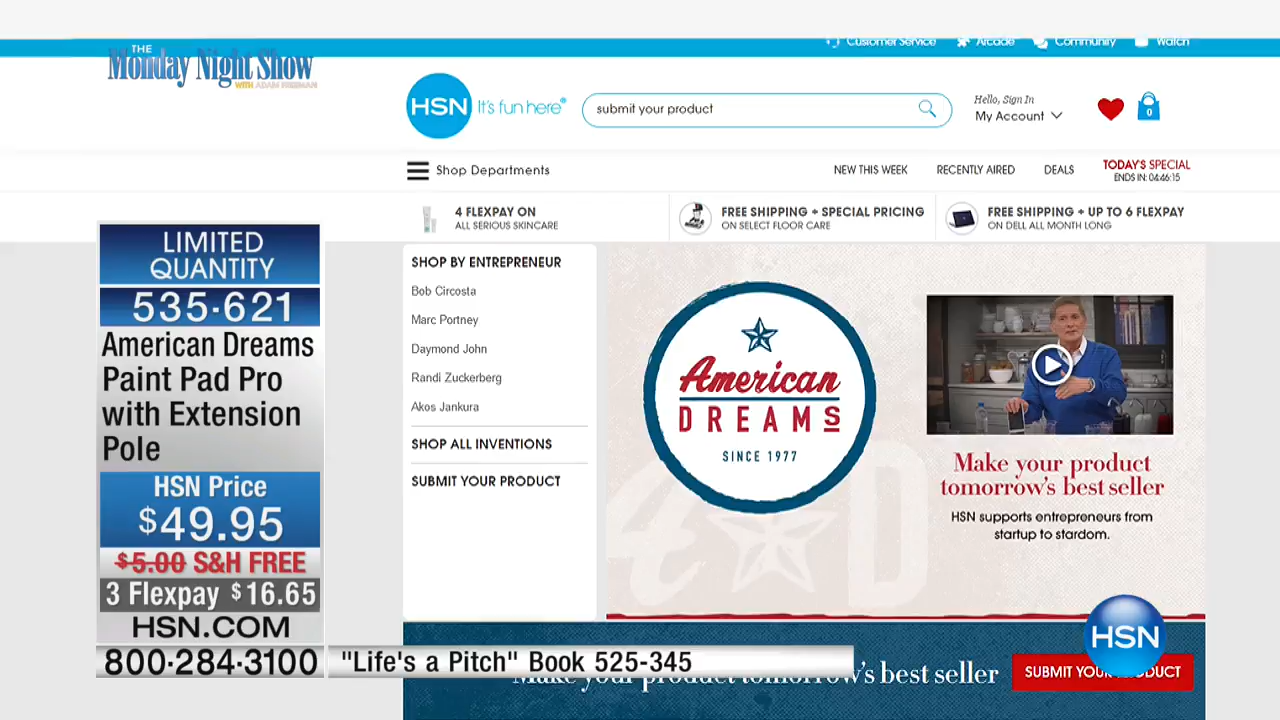 THE
Monday Night Show
WITH ADAM FREEMAN
Customer Service
Arcade
Community
Watch
HSN It's fun here®
submit your product
Hello, Sign In
My Account
0
Shop Departments
NEW THIS WEEK
RECENTLY AIRED
DEALS
TODAY'S SPECIAL
ENDS IN: 04:46:15
4 FLEXPAY ON
ALL SERIOUS SKINCARE
FREE SHIPPING + SPECIAL PRICING
ON SELECT FLOOR CARE
FREE SHIPPING + UP TO 6 FLEXPAY
ON DELL ALL MONTH LONG
LIMITED
QUANTITY
535-621
American Dreams
Paint Pad Pro
with Extension
Pole
HSN Price
$49.95
$5.00 S&H FREE
3 Flexpay $16.65
HSN.COM
800-284-3100
SHOP BY ENTREPRENEUR
Bob Circosta
Marc Portney
Daymond John
Randi Zuckerberg
Akos Jankura
SHOP ALL INVENTIONS
SUBMIT YOUR PRODUCT
American
DREAMS
SINCE 1977
Make your product
tomorrow's best seller
HSN supports entrepreneurs from
startup to stardom.
HSN
"Life's a Pitch" Book 525-345
Make your product tomorrow's best seller
SUBMIT YOUR PRODUCT